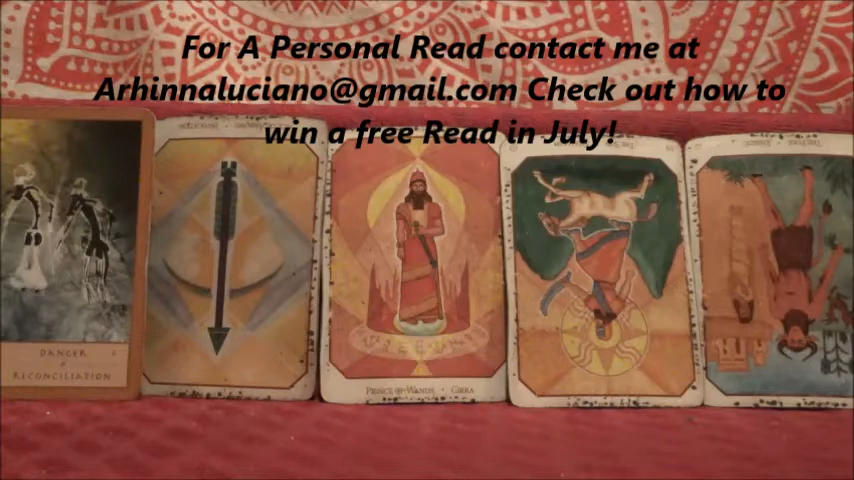 For A Personal Read contact me at
Arhinnaluciano@gmail.com Check out how to
win a free Read in July!
DANGER
RECONCILIATION
PRINCE OF WANDS • GIRRA